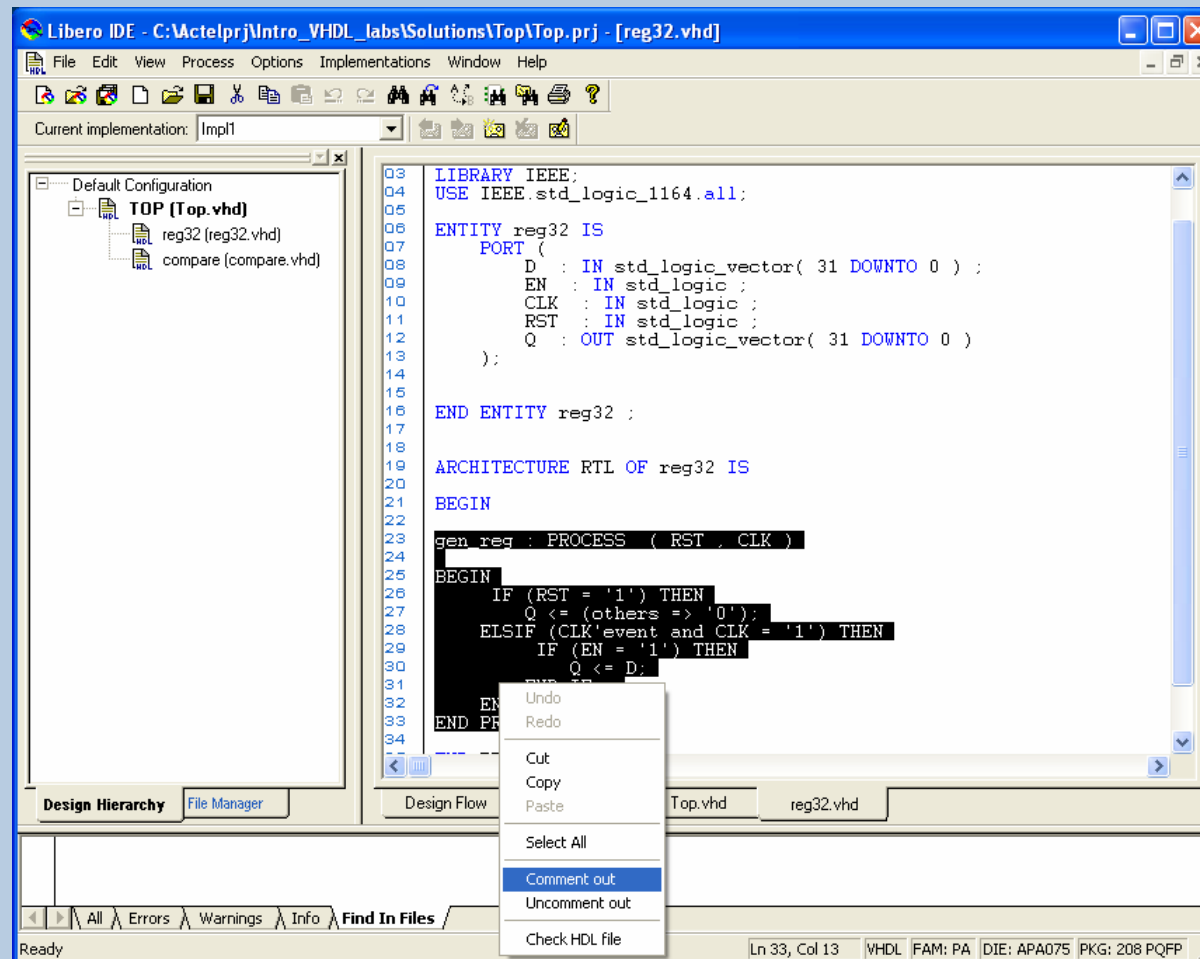 Libero IDE - C:\Actelprj\Intro_VHDL_labs\Solutions\Top\Top.prj - [reg32.vhd]
File Edit View Process Options Implementations Window Help
Current implementation: Impl1
Default Configuration
TOP (Top.vhd)
reg32 (reg32.vhd)
compare (compare.vhd)
Design Hierarchy File Manager
03 LIBRARY IEEE;
04 USE IEEE.std_logic_1164.all;
05
06 ENTITY reg32 IS
07 PORT (
08 D : IN std_logic_vector( 31 DOWNTO 0 ) ;
09 EN : IN std_logic ;
10 CLK : IN std_logic ;
11 RST : IN std_logic ;
12 Q : OUT std_logic_vector( 31 DOWNTO 0 )
13 );
14
15
16 END ENTITY reg32 ;
17
18
19 ARCHITECTURE RTL OF reg32 IS
20
21 BEGIN
22
23 gen_reg : PROCESS ( RST , CLK )
24
25 BEGIN
26 IF (RST = '1') THEN
27 Q <= (others => '0');
28 ELSIF (CLK'event and CLK = '1') THEN
29 IF (EN = '1') THEN
30 Q <= D;
31
32
33 END
34
Undo
Redo
Cut
Copy
Paste
Select All
Comment out
Uncomment out
Check HDL file
Design Flow Top.vhd reg32.vhd
All Errors Warnings Info Find In Files
Ready Ln 33, Col 13 VHDL FAM: PA DIE: APA075 PKG: 208 PQFP